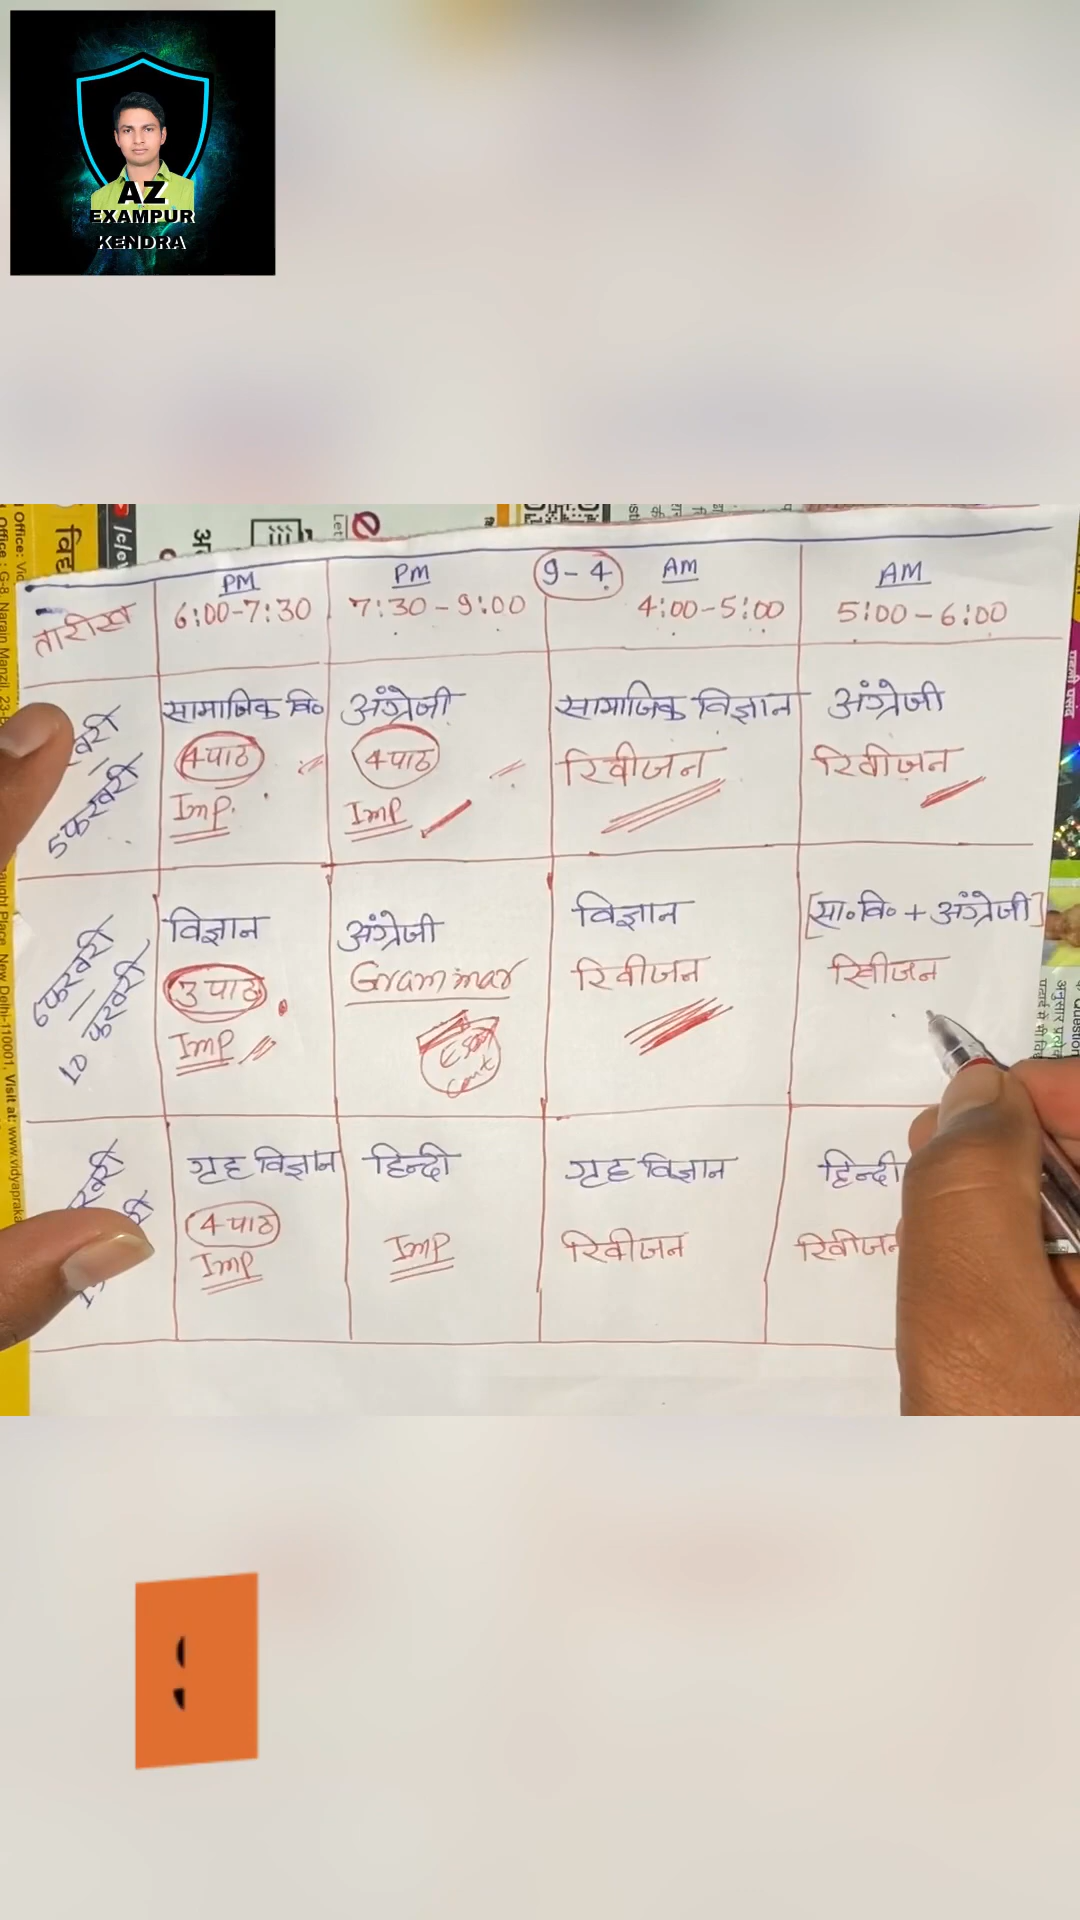 AZ
EXAMPUR
KENDRA
तारीख
PM
6:00-7:30
PM
7:30-9:00
9-4
AM
4:00-5:00
AM
5:00-6:00
5 फरवरी
सामाजिक वि०
4 पाठ
Imp.
अंग्रेजी
4 पाठ
Imp
सामाजिक विज्ञान
रिवीजन
अंग्रेजी
रिवीजन
6 फरवरी
10 फरवरी
विज्ञान
3 पाठ
Imp
अंग्रेजी
Grammar
विज्ञान
रिवीजन
[सा०वि० + अंग्रेजी]
रिवीजन
गृह विज्ञान
4 पाठ
Imp
हिन्दी
Imp
गृह विज्ञान
रिवीजन
हिन्दी
रिवीजन